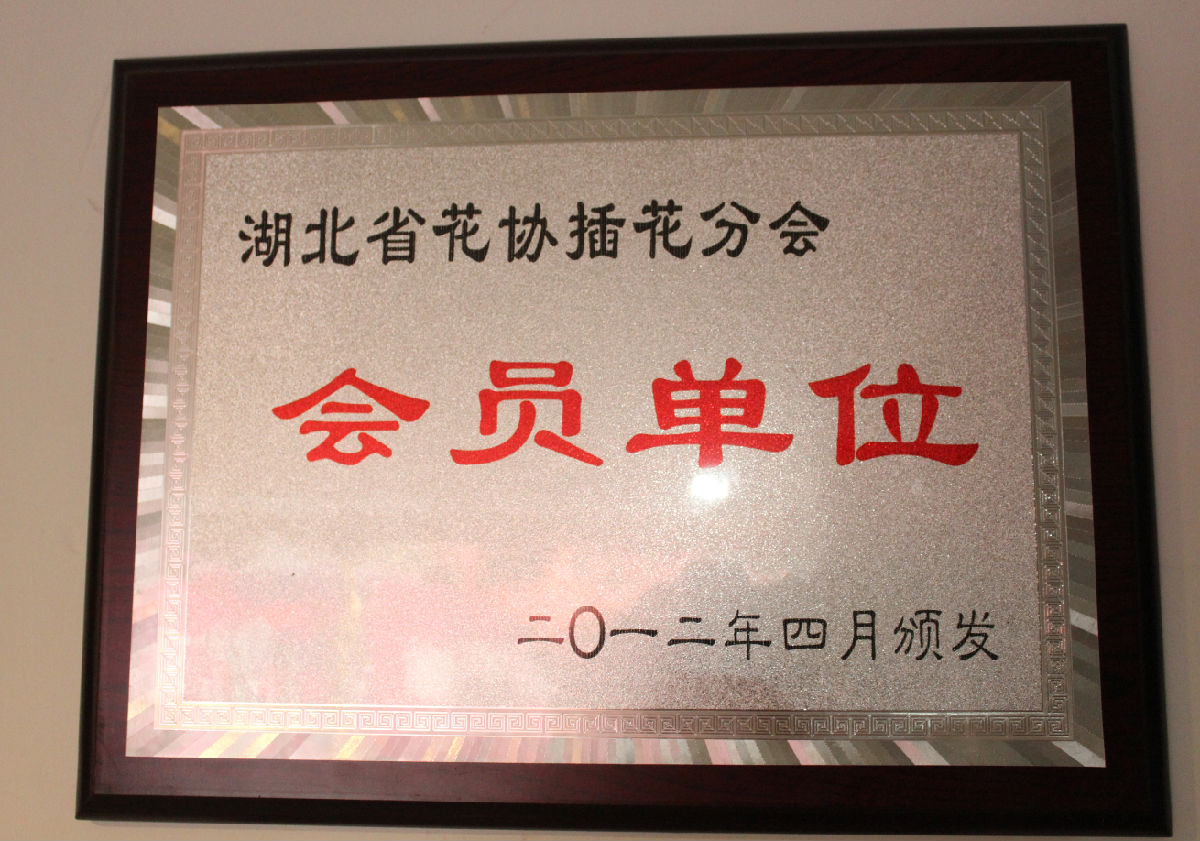 湖北省花协插花分会
会员单位
二〇一二年四月颁发